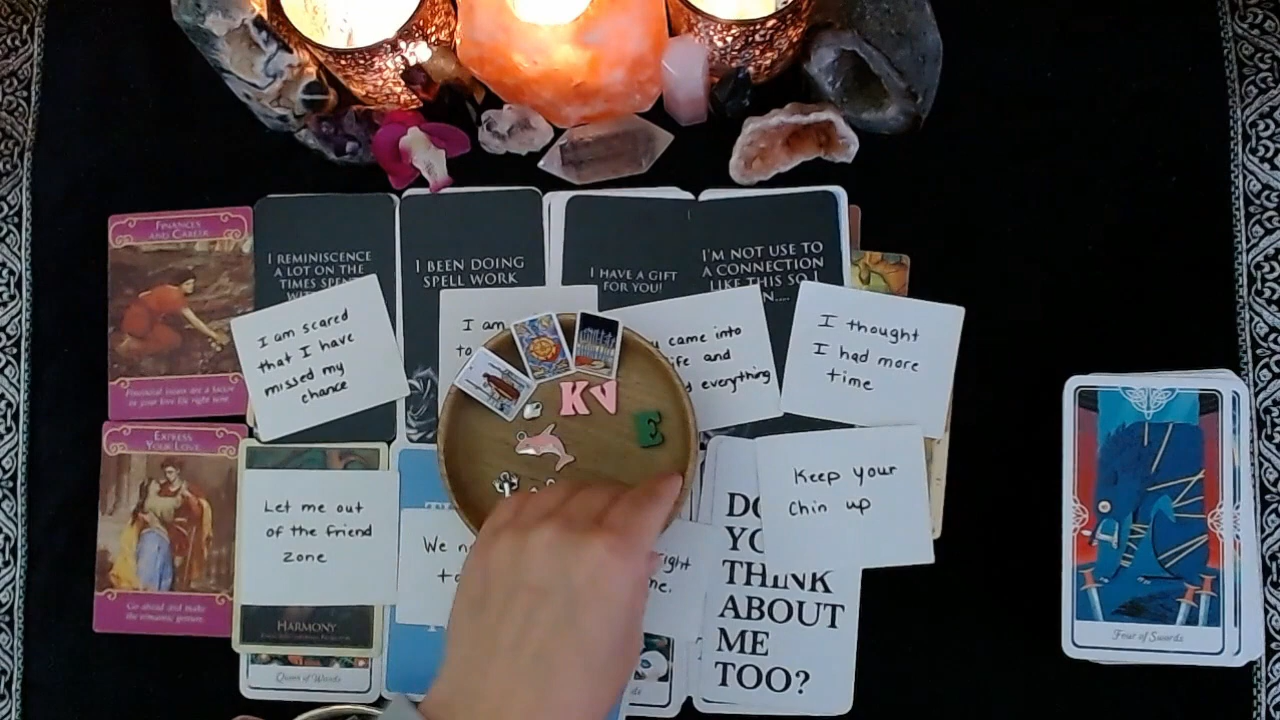 FINANCES
AND CAREER
Financial issues are a factor
in your love life right now.
I REMINISCENCE
A LOT ON THE
TIMES SPENT
I BEEN DOING
SPELL WORK
I HAVE A GIFT
FOR YOU!
I'M NOT USE TO
A CONNECTION
LIKE THIS SO I
I am scared
that I have
missed my
chance
I am
came into
and
everything
I thought
I had more
time
K
E
EXPRESS
YOUR LOVE
Go ahead and make
the romantic gesture.
Let me out
of the friend
zone
HARMONY
Queen of Wands
We
Keep your
chin up
YOU
THINK
ABOUT
ME
TOO?
Four of Swords